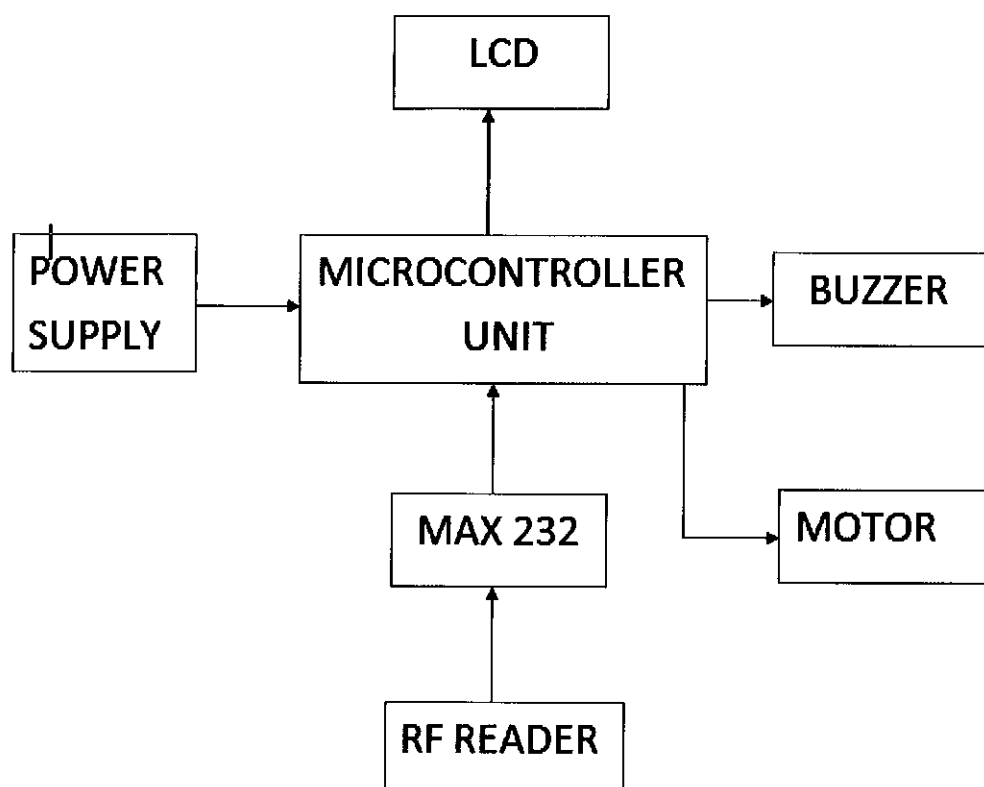 LCD
POWER
SUPPLY
MICROCONTROLLER
UNIT
BUZZER
MAX 232
MOTOR
RF READER